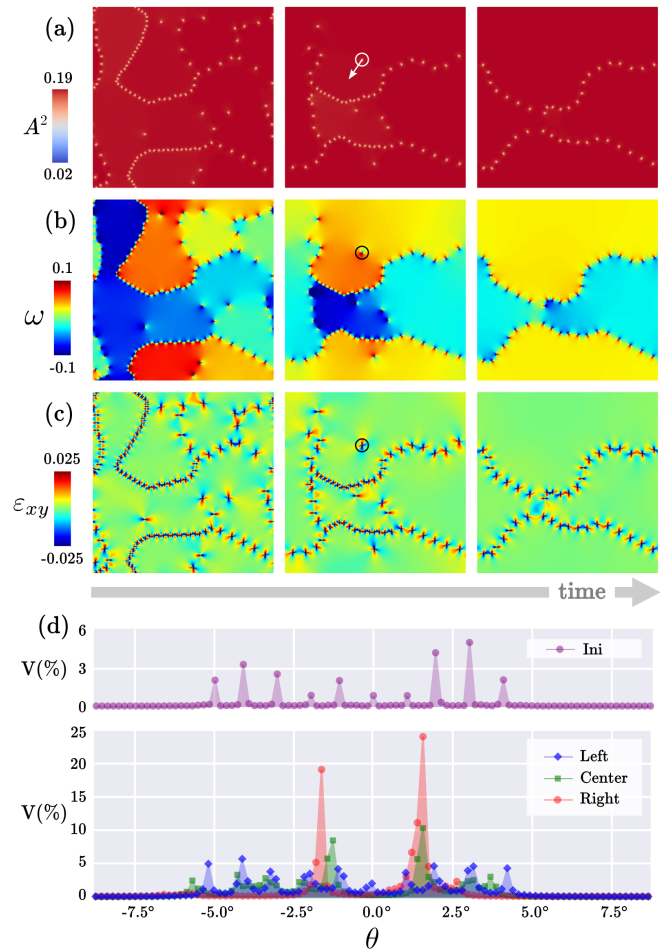 (a)
0.19
A²
0.02
(b)
0.1
ω
-0.1
(c)
0.025
εxy
-0.025
time
(d)
6
V(%)
3
0
Ini
25
20
V(%)
15
10
5
0
Left
Center
Right
-7.5° -5.0° -2.5° 0.0° 2.5° 5.0° 7.5°
θ